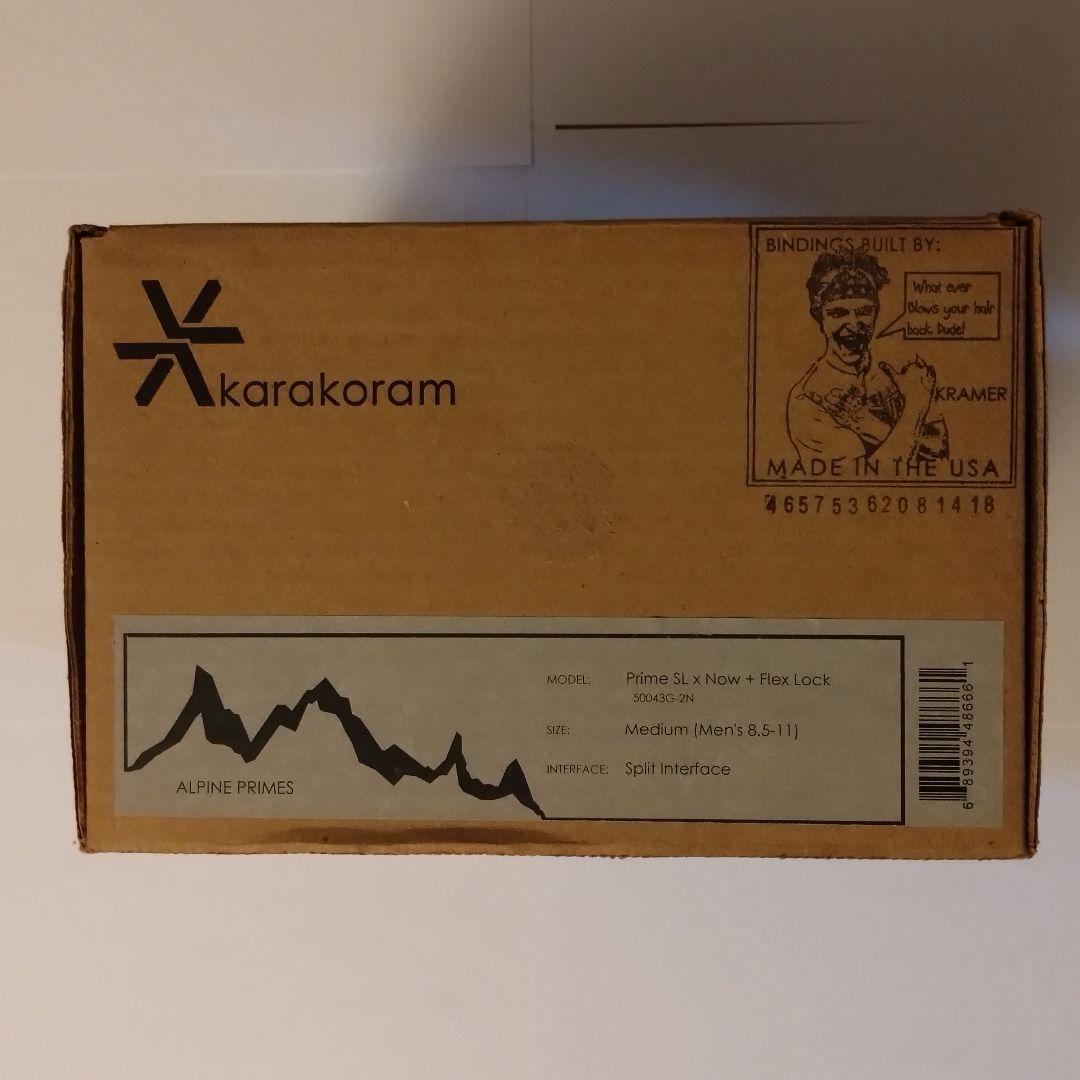 karakoram
BINDINGS BUILT BY:
What ever
Blows your hair
back, Dude!
KRAMER
MADE IN THE USA
4657536208 1418
MODEL: Prime SL x Now + Flex Lock
50043G-2N
SIZE: Medium (Men's 8.5-11)
INTERFACE: Split Interface
ALPINE PRIMES
6 89394 48666 1